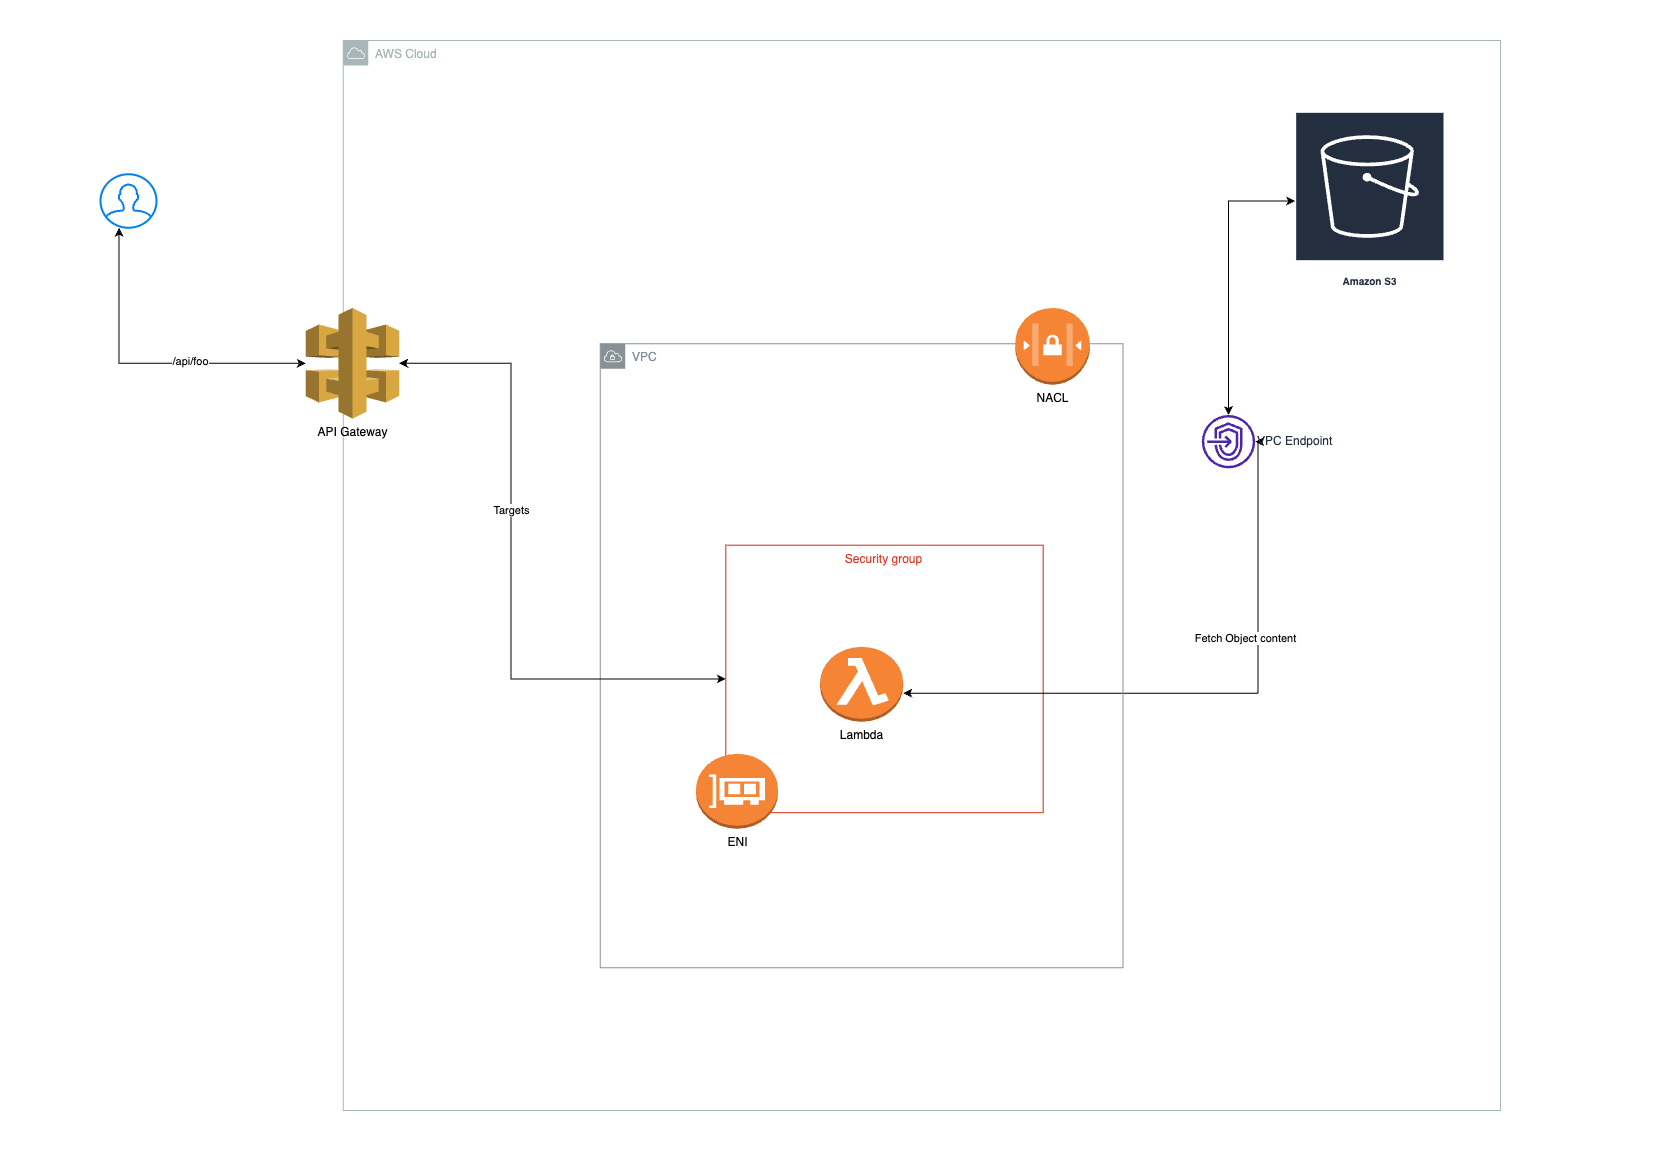 AWS Cloud
Amazon S3
/api/foo
API Gateway
VPC
NACL
VPC Endpoint
Targets
Security group
Fetch Object content
Lambda
ENI